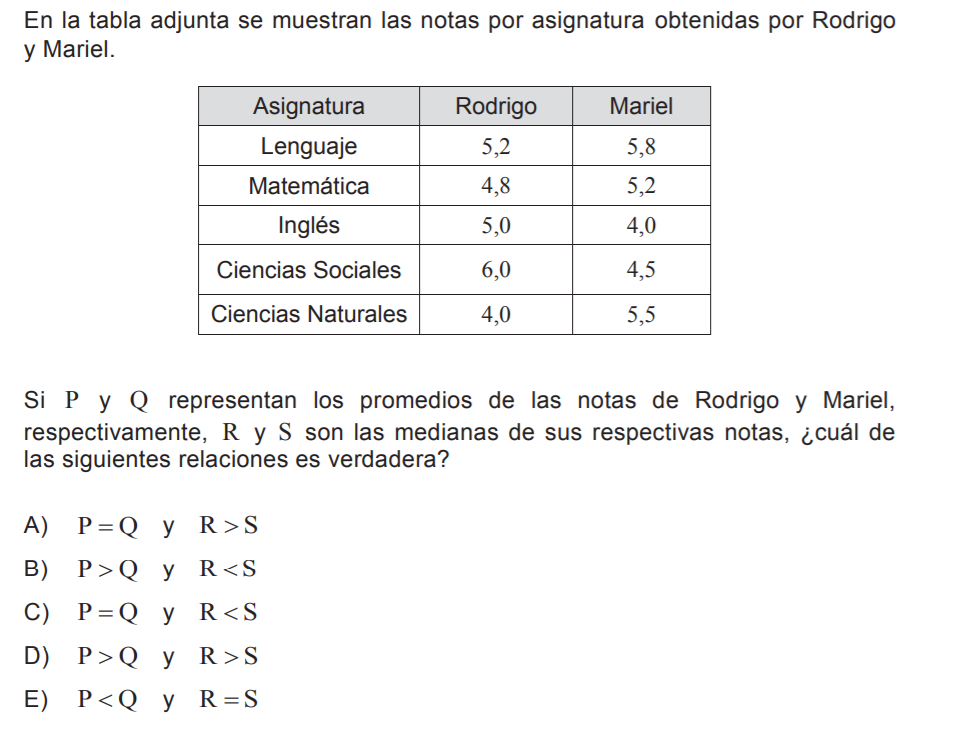 En la tabla adjunta se muestran las notas por asignatura obtenidas por Rodrigo
y Mariel.
Asignatura Rodrigo Mariel
Lenguaje 5,2 5,8
Matemática 4,8 5,2
Inglés 5,0 4,0
Ciencias Sociales 6,0 4,5
Ciencias Naturales 4,0 5,5
Si P y Q representan los promedios de las notas de Rodrigo y Mariel,
respectivamente, R y S son las medianas de sus respectivas notas, ¿cuál de
las siguientes relaciones es verdadera?
A) P = Q y R > S
B) P > Q y R < S
C) P = Q y R < S
D) P > Q y R > S
E) P < Q y R = S